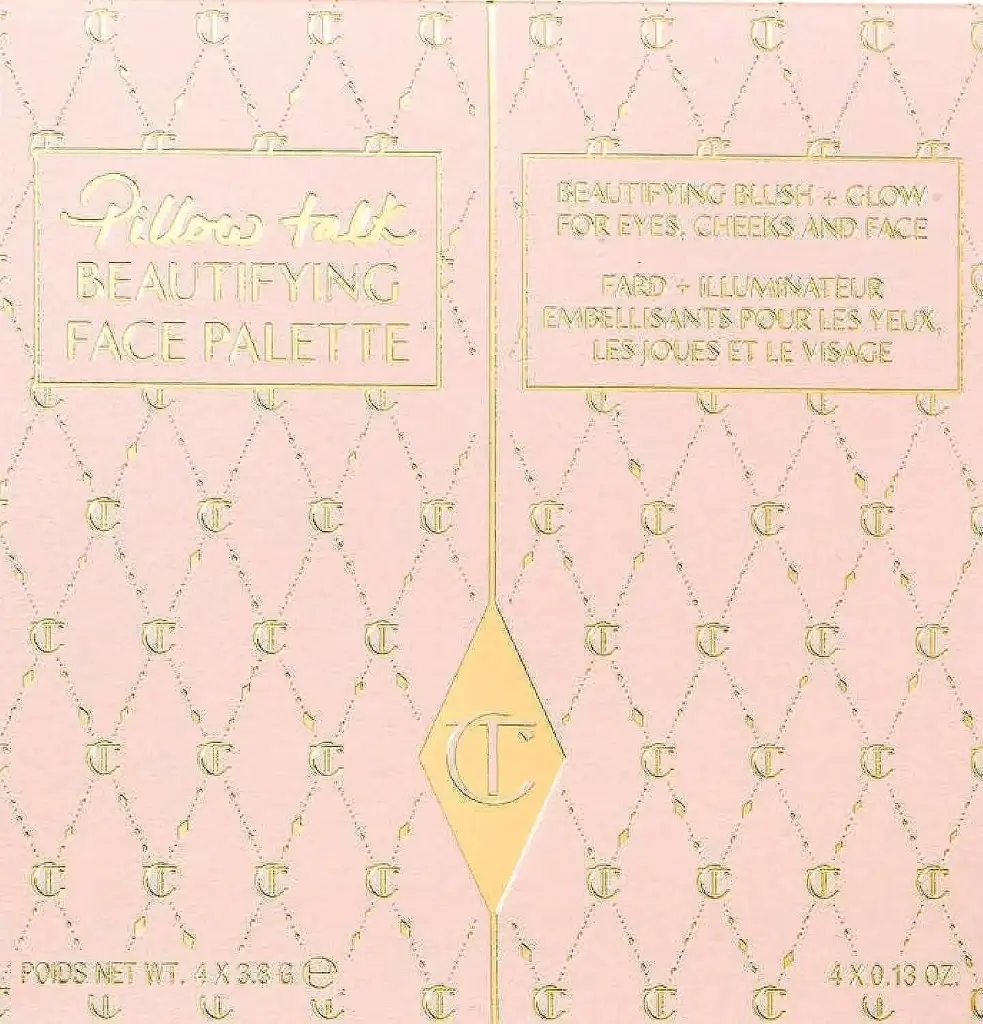 Pillow talk
BEAUTIFYING
FACE PALETTE
BEAUTIFYING BLUSH + GLOW
FOR EYES, CHEEKS AND FACE
FARD + ILLUMINATEUR
EMBELLISANTS POUR LES YEUX,
LES JOUES ET LE VISAGE
CT
POIDS NET WT. 4 X 3.8 G ℮
4 X 0.13 OZ.